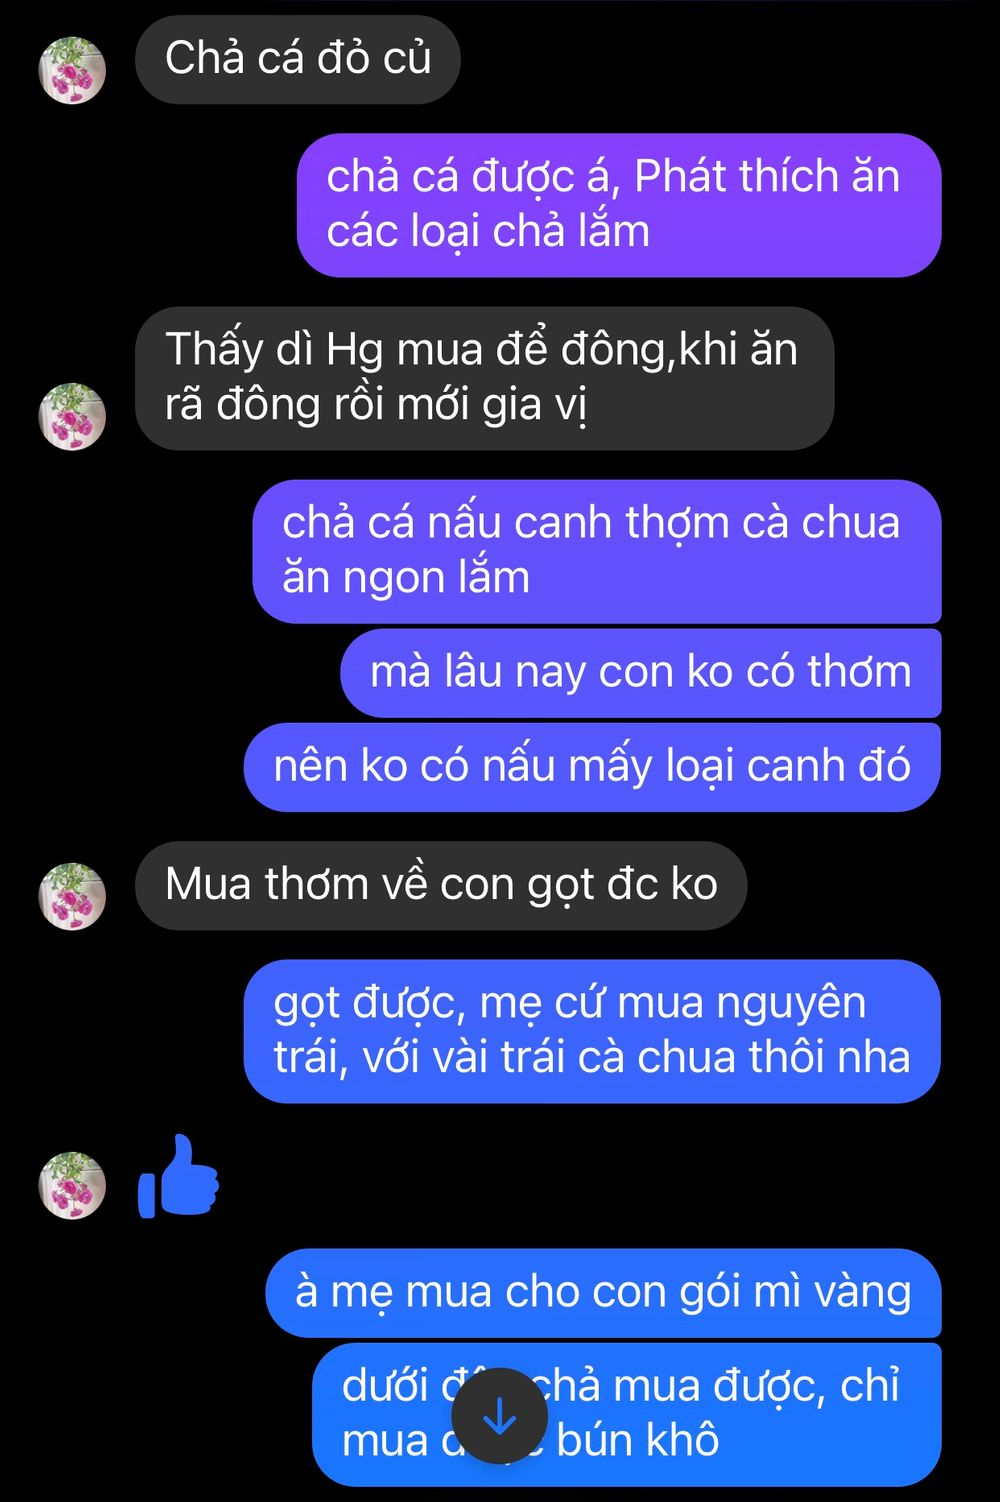 Chả cá đỏ củ
chả cá được á, Phát thích ăn
các loại chả lắm
Thấy dì Hg mua để đông,khi ăn
rã đông rồi mới gia vị
chả cá nấu canh thợm cà chua
ăn ngon lắm
mà lâu nay con ko có thơm
nên ko có nấu mấy loại canh đó
Mua thơm về con gọt đc ko
gọt được, mẹ cứ mua nguyên
trái, với vài trái cà chua thôi nha
à mẹ mua cho con gói mì vàng
dưới chả mua được, chỉ
mua bún khô